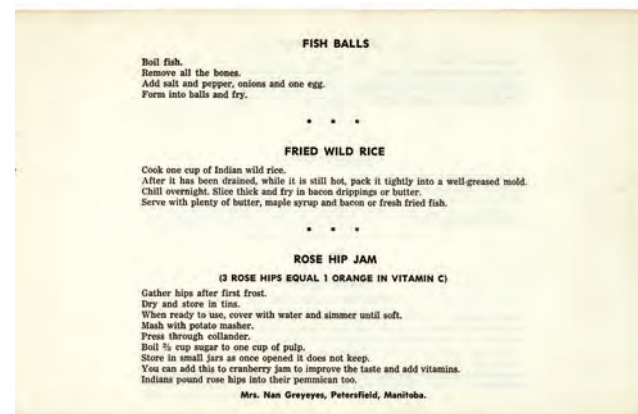 FISH BALLS
Boil fish.
Remove all the bones.
Add salt and pepper, onions and one egg.
Form into balls and fry.
* * *
FRIED WILD RICE
Cook one cup of Indian wild rice.
After it has been drained, while it is still hot, pack it tightly into a well-greased mold.
Chill overnight. Slice thick and fry in bacon drippings or butter.
Serve with plenty of butter, maple syrup and bacon or fresh fried fish.
* * *
ROSE HIP JAM
(3 ROSE HIPS EQUAL 1 ORANGE IN VITAMIN C)
Gather hips after first frost.
Dry and store in tins.
When ready to use, cover with water and simmer until soft.
Mash with potato masher.
Press through collander.
Boil ⅔ cup sugar to one cup of pulp.
Store in small jars as once opened it does not keep.
You can add this to cranberry jam to improve the taste and add vitamins.
Indians pound rose hips into their pemmican too.
Mrs. Nan Greyeyes, Petersfield, Manitoba.